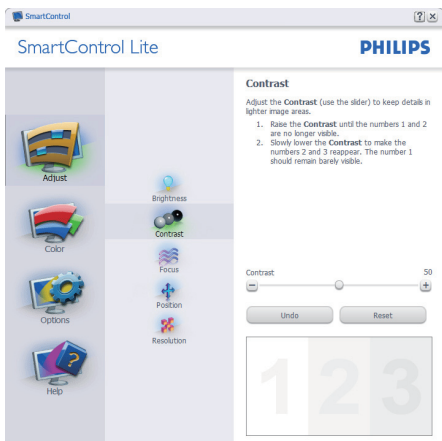 SmartControl
SmartControl Lite
PHILIPS
Adjust
Color
Options
Help
Brightness
Contrast
Focus
Position
Resolution
Contrast
Adjust the Contrast (use the slider) to keep details in
lighter image areas.
1. Raise the Contrast until the numbers 1 and 2
are no longer visible.
2. Slowly lower the Contrast to make the
numbers 2 and 3 reappear. The number 1
should remain barely visible.
Contrast 50
Undo Reset
1 2 3